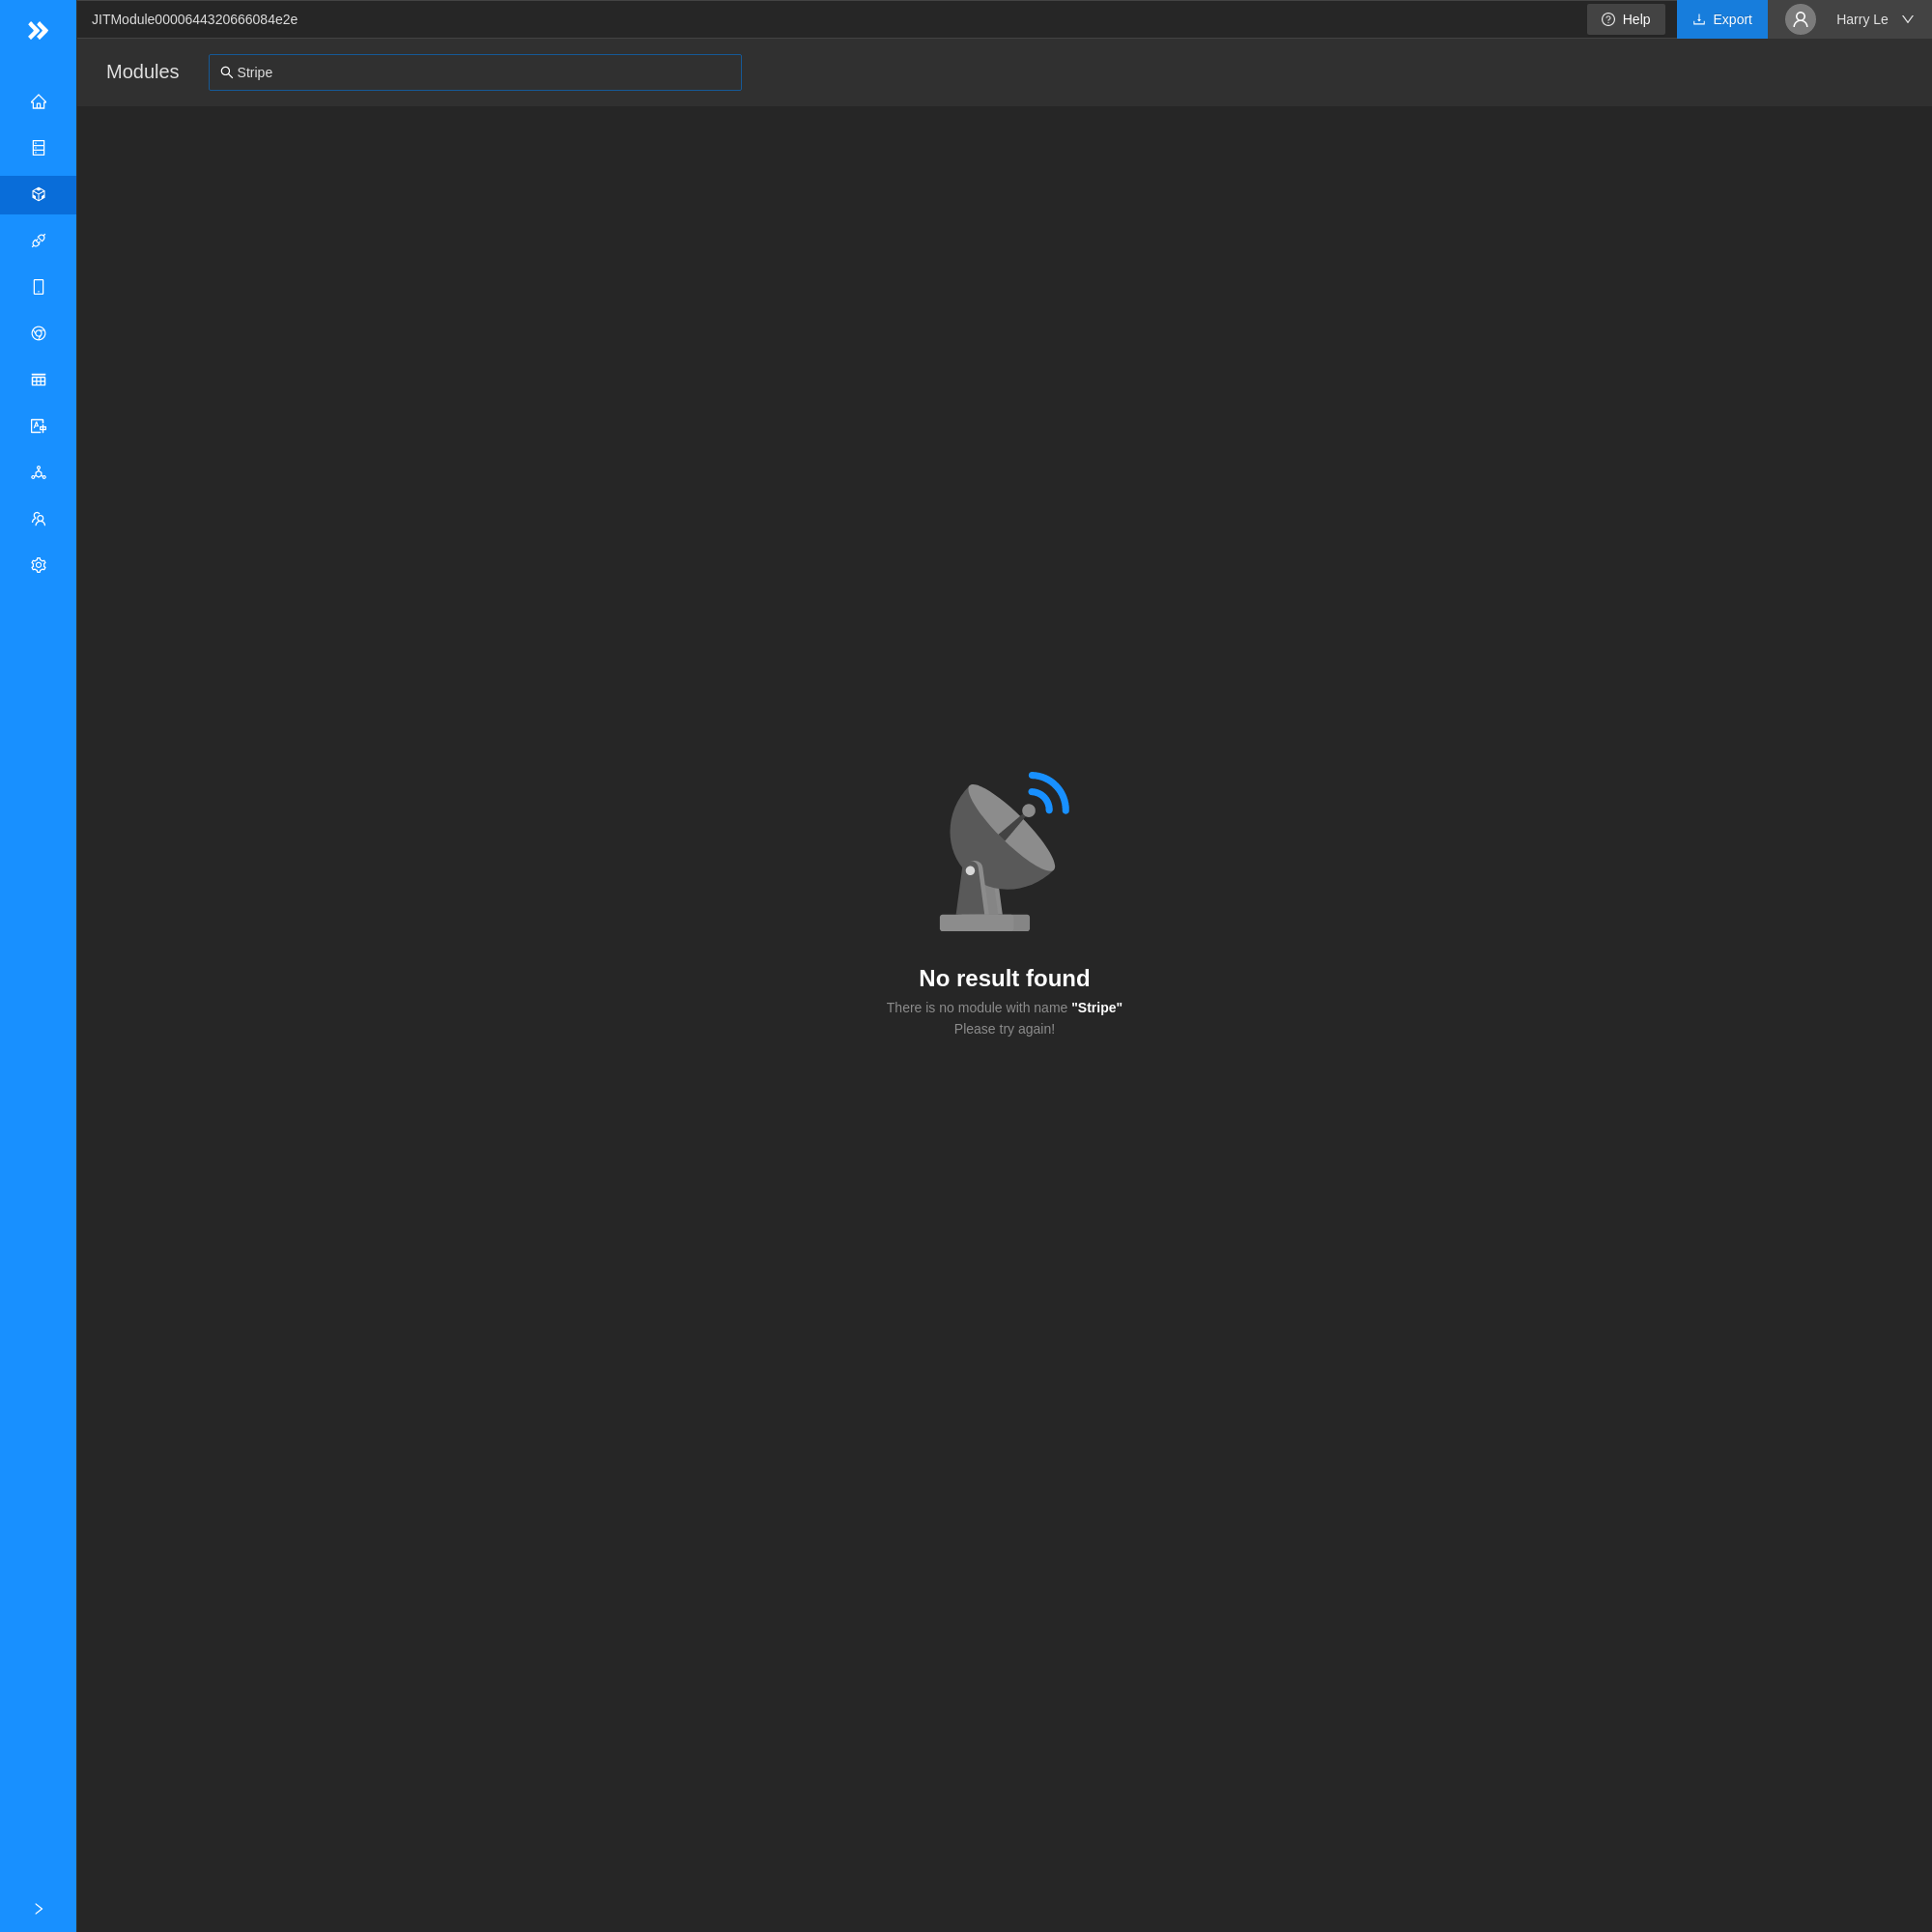 JITModule0000644320666084e2e
Help
Export
Harry Le
Modules
Stripe
No result found
There is no module with name "Stripe"
Please try again!